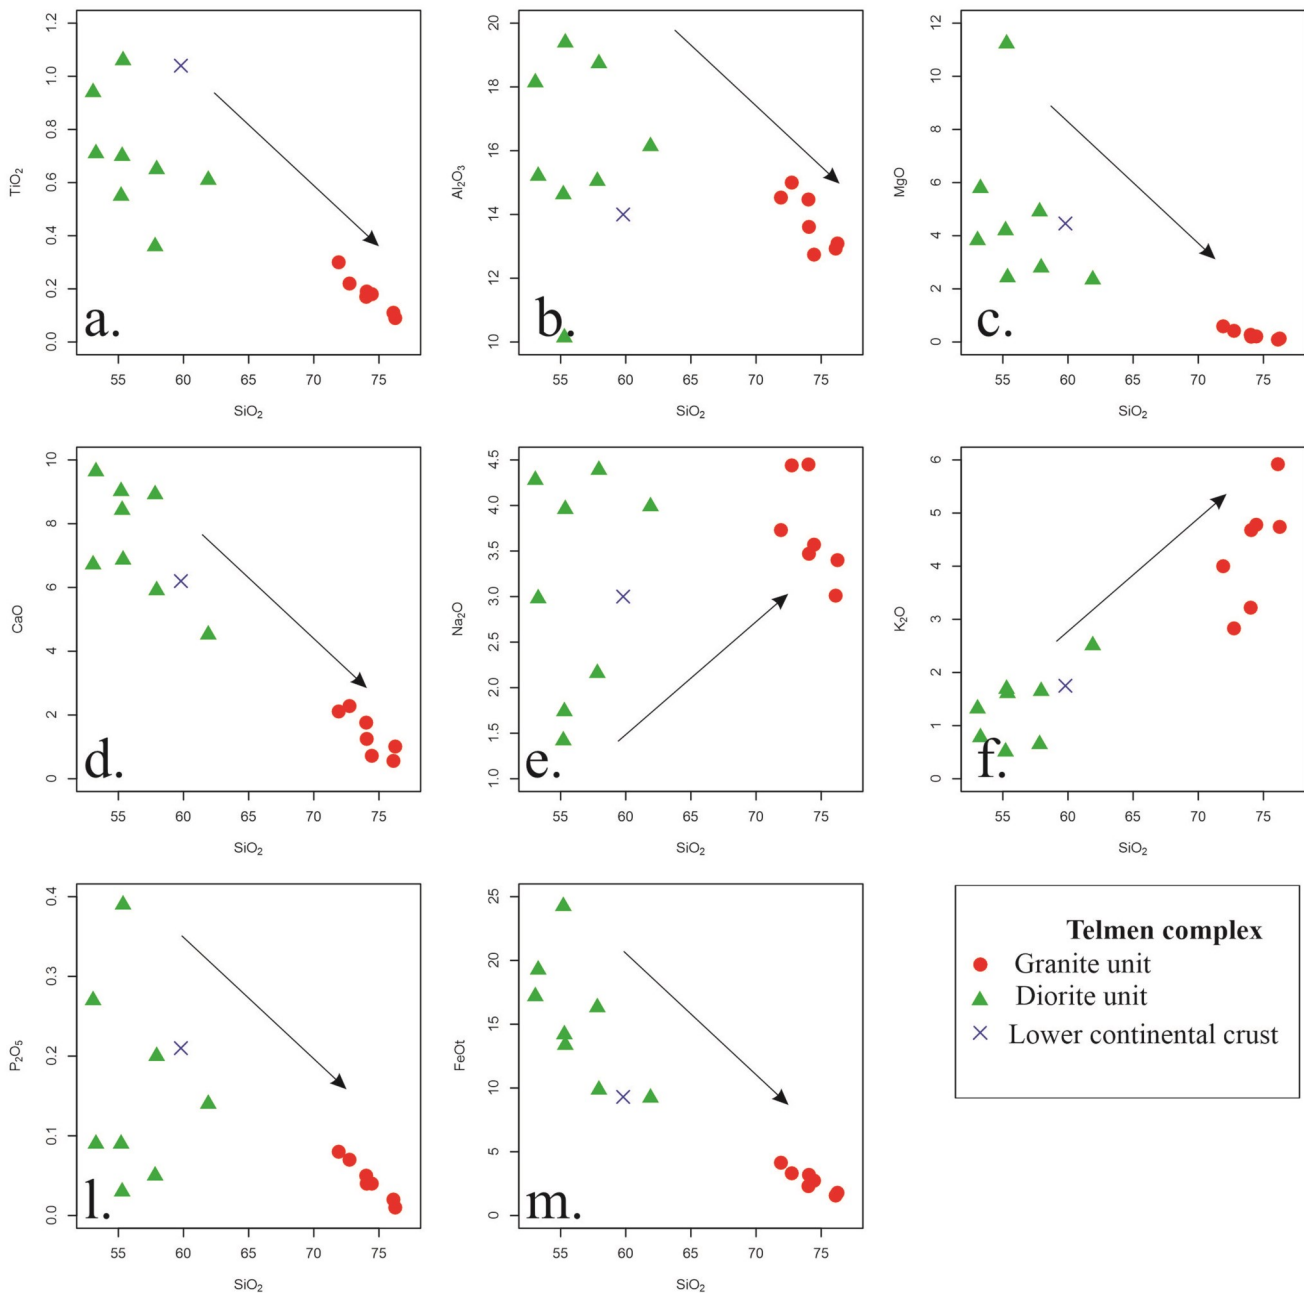 1.2
1.0
0.8
0.6
0.4
0.2
0.0
TiO₂
a.
55 60 65 70 75
SiO₂
20
18
16
14
12
10
Al₂O₃
b.
55 60 65 70 75
SiO₂
12
10
8
6
4
2
0
MgO
c.
55 60 65 70 75
SiO₂
10
8
6
4
2
0
CaO
d.
55 60 65 70 75
SiO₂
4.5
4.0
3.5
3.0
2.5
2.0
1.5
1.0
Na₂O
e.
55 60 65 70 75
SiO₂
6
5
4
3
2
1
0
K₂O
f.
55 60 65 70 75
SiO₂
0.4
0.3
0.2
0.1
0.0
P₂O₅
l.
55 60 65 70 75
SiO₂
25
20
15
10
5
0
FeOt
m.
55 60 65 70 75
SiO₂
Telmen complex
Granite unit
Diorite unit
Lower continental crust